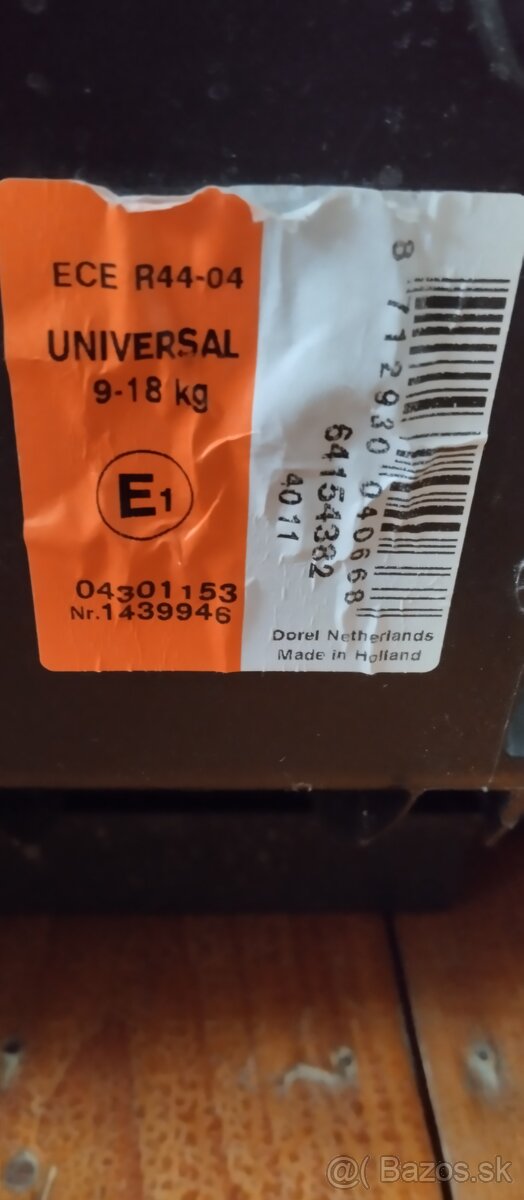 ECE R44-04
UNIVERSAL
9-18 kg
E1
04301153
Nr.1439946
8 712930 040668
64154382
4011
Dorel Netherlands
Made in Holland
@( Bazos.sk